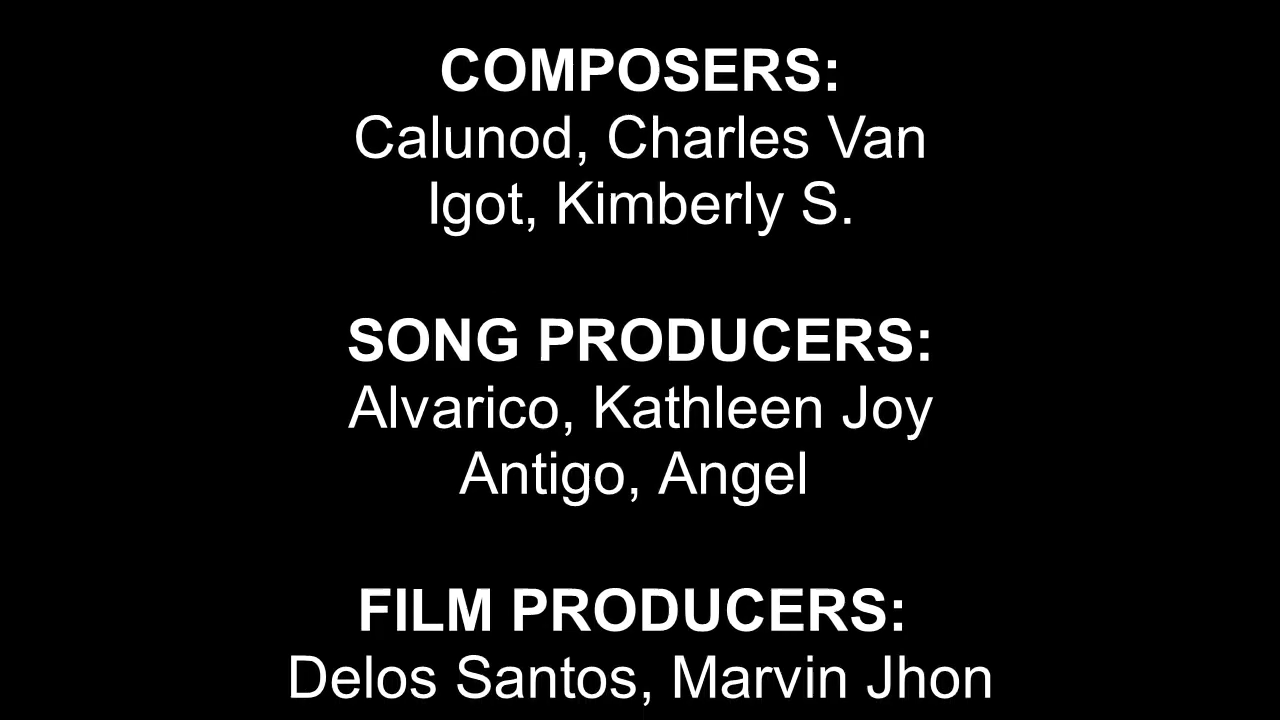 COMPOSERS:
Calunod, Charles Van
Igot, Kimberly S.
SONG PRODUCERS:
Alvarico, Kathleen Joy
Antigo, Angel
FILM PRODUCERS:
Delos Santos, Marvin Jhon